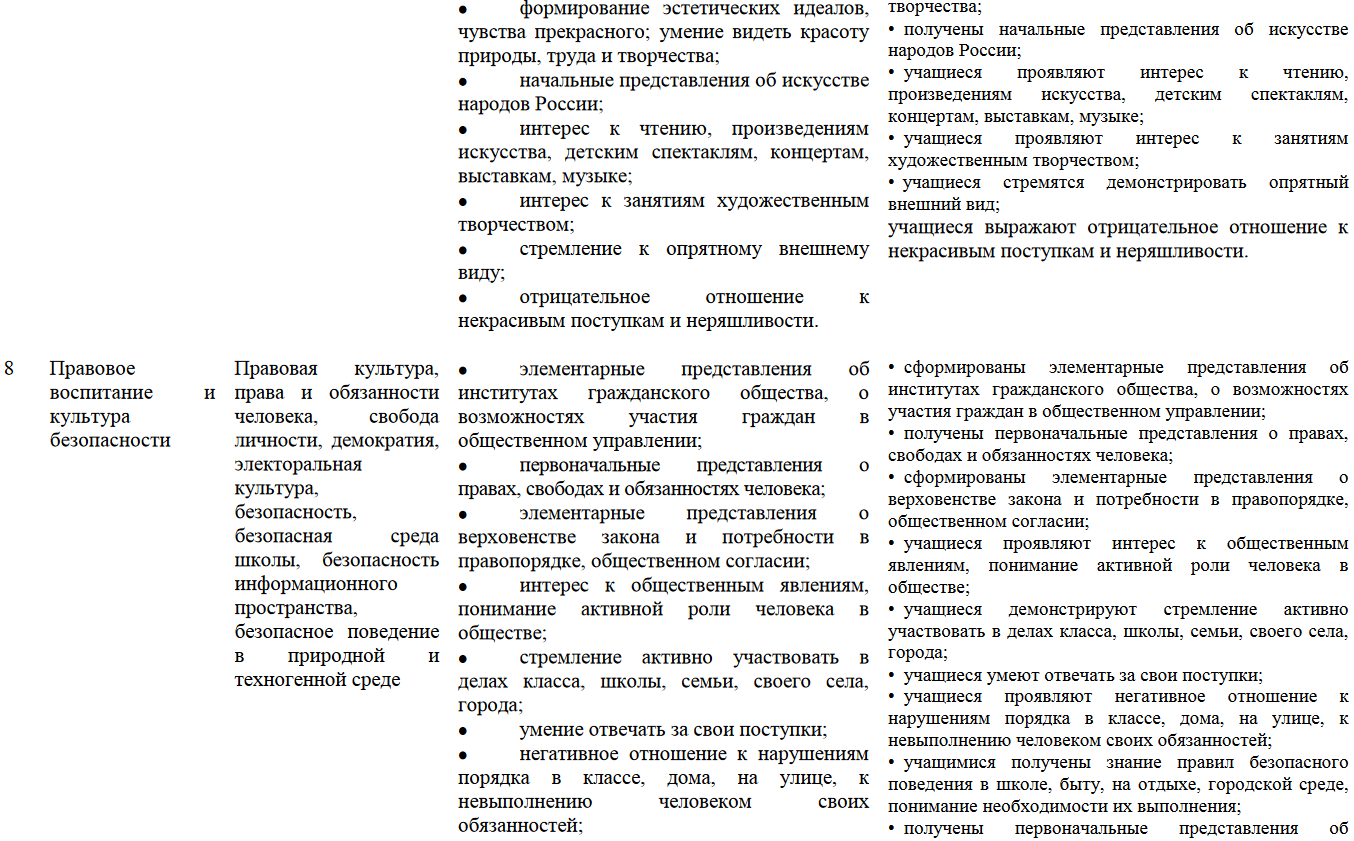 ● формирование эстетических идеалов,
чувства прекрасного; умение видеть красоту
природы, труда и творчества;
● начальные представления об искусстве
народов России;
● интерес к чтению, произведениям
искусства, детским спектаклям, концертам,
выставкам, музыке;
● интерес к занятиям художественным
творчеством;
● стремление к опрятному внешнему
виду;
● отрицательное отношение к
некрасивым поступкам и неряшливости.
творчества;
• получены начальные представления об искусстве
народов России;
• учащиеся проявляют интерес к чтению,
произведениям искусства, детским спектаклям,
концертам, выставкам, музыке;
• учащиеся проявляют интерес к занятиям
художественным творчеством;
• учащиеся стремятся демонстрировать опрятный
внешний вид;
учащиеся выражают отрицательное отношение к
некрасивым поступкам и неряшливости.
8
Правовое
воспитание и
культура
безопасности
Правовая культура,
права и обязанности
человека, свобода
личности, демократия,
электоральная
культура,
безопасность,
безопасная среда
школы, безопасность
информационного
пространства,
безопасное поведение
в природной и
техногенной среде
● элементарные представления об
институтах гражданского общества, о
возможностях участия граждан в
общественном управлении;
● первоначальные представления о
правах, свободах и обязанностях человека;
● элементарные представления о
верховенстве закона и потребности в
правопорядке, общественном согласии;
● интерес к общественным явлениям,
понимание активной роли человека в
обществе;
● стремление активно участвовать в
делах класса, школы, семьи, своего села,
города;
● умение отвечать за свои поступки;
● негативное отношение к нарушениям
порядка в классе, дома, на улице, к
невыполнению человеком своих
обязанностей;
• сформированы элементарные представления об
институтах гражданского общества, о возможностях
участия граждан в общественном управлении;
• получены первоначальные представления о правах,
свободах и обязанностях человека;
• сформированы элементарные представления о
верховенстве закона и потребности в правопорядке,
общественном согласии;
• учащиеся проявляют интерес к общественным
явлениям, понимание активной роли человека в
обществе;
• учащиеся демонстрируют стремление активно
участвовать в делах класса, школы, семьи, своего села,
города;
• учащиеся умеют отвечать за свои поступки;
• учащиеся проявляют негативное отношение к
нарушениям порядка в классе, дома, на улице, к
невыполнению человеком своих обязанностей;
• учащимися получены знание правил безопасного
поведения в школе, быту, на отдыхе, городской среде,
понимание необходимости их выполнения;
• получены первоначальные представления об